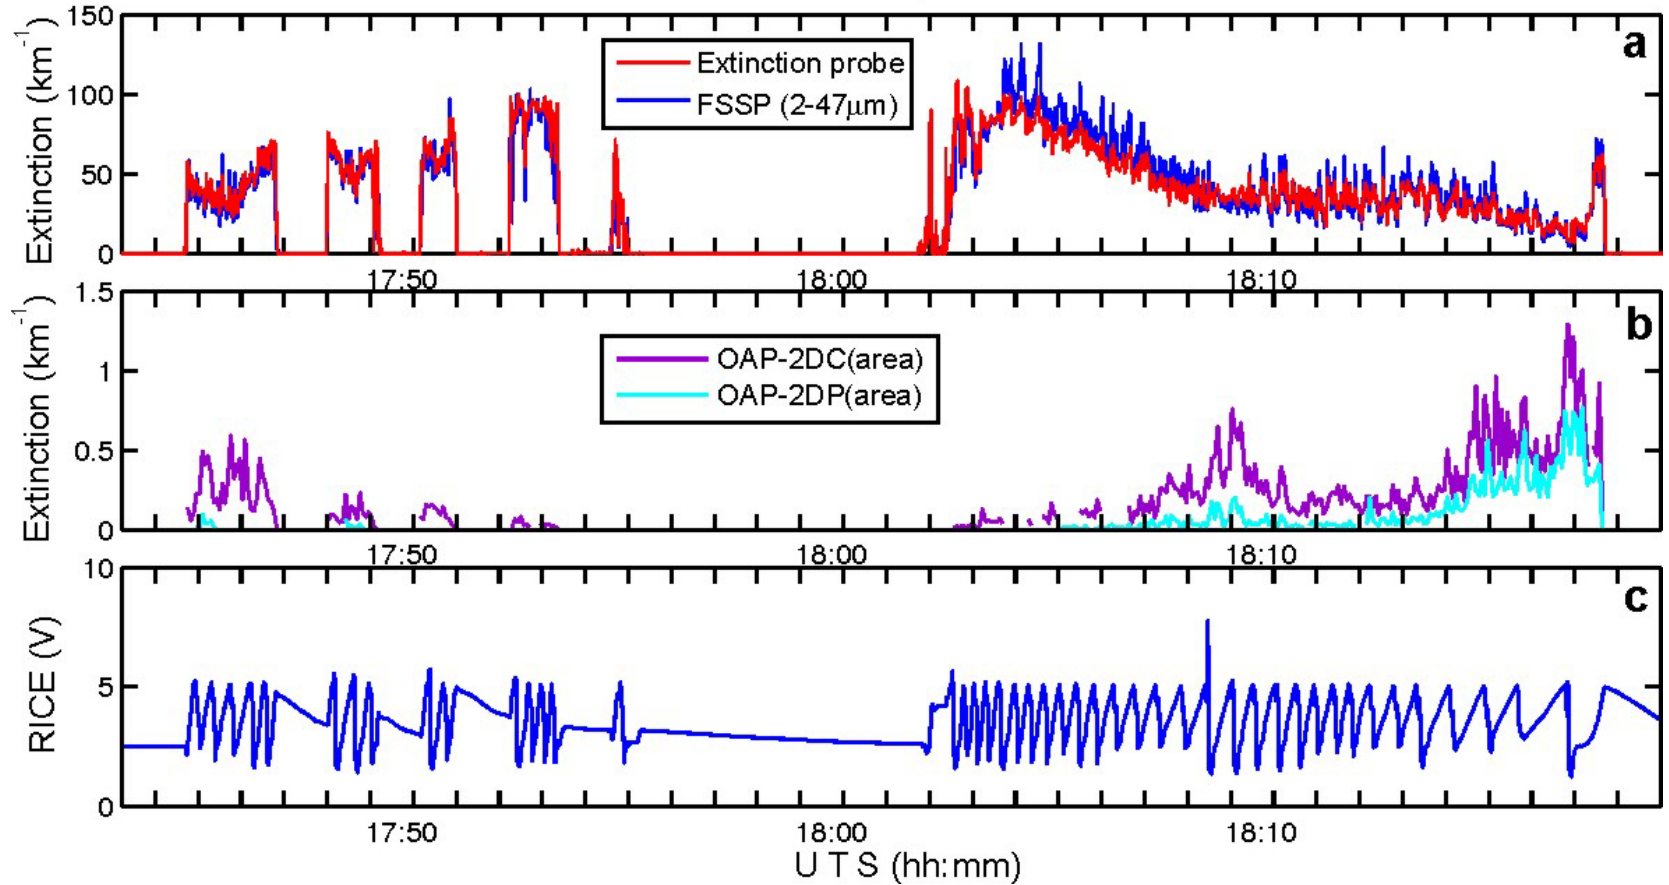 150
100
50
0
Extinction (km⁻¹)
Extinction probe
FSSP (2-47μm)
a
17:50
18:00
18:10
1.5
1
0.5
0
Extinction (km⁻¹)
OAP-2DC(area)
OAP-2DP(area)
b
17:50
18:00
18:10
10
5
0
RICE (V)
c
17:50
18:00
18:10
U T S (hh:mm)